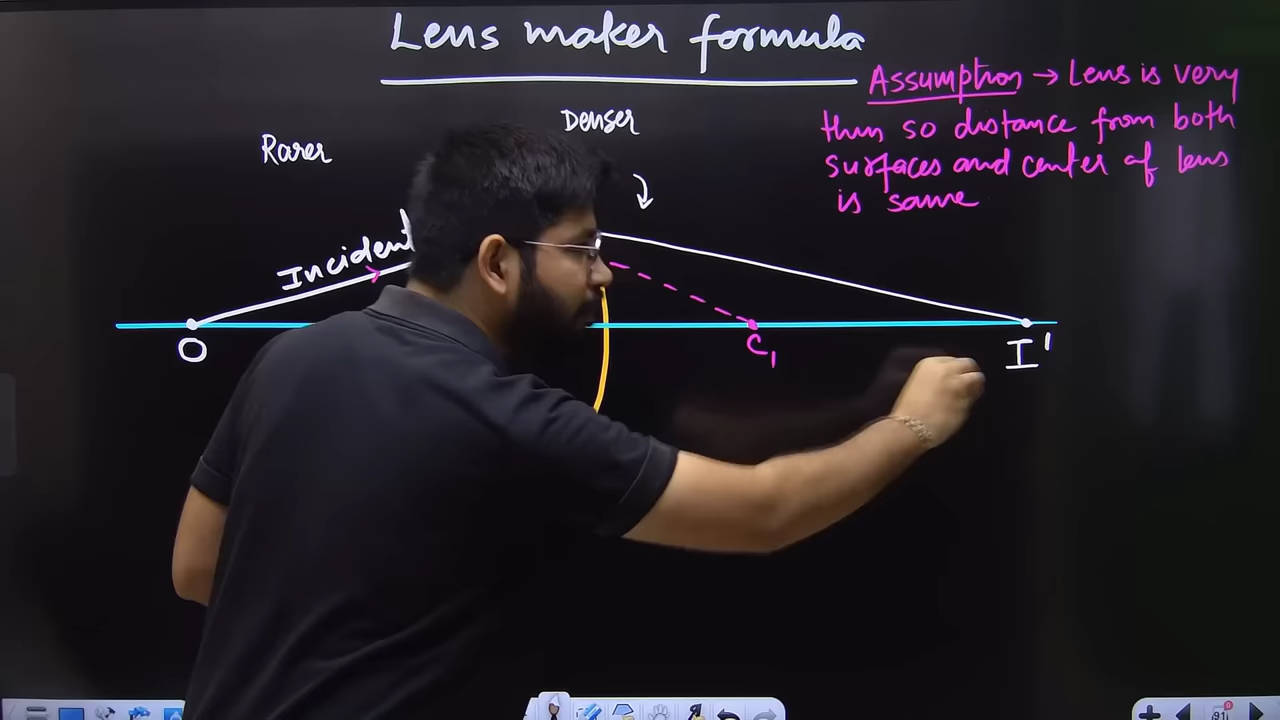 Lens maker formula
Assumption → Lens is very
thin so distance from both
surfaces and center of lens
is same
Denser
Rarer
Incident
O
C1
I'
91